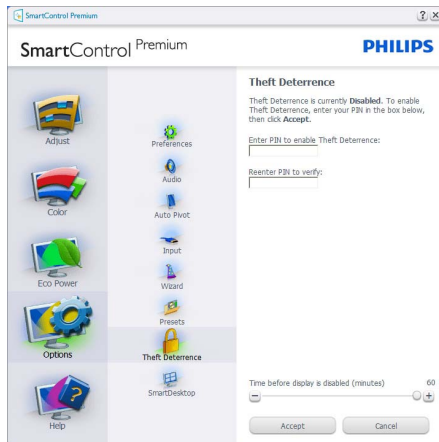 SmartControl Premium
SmartControl Premium
PHILIPS
Adjust
Color
Eco Power
Options
Help
Preferences
Audio
Auto Pivot
Input
Wizard
Presets
Theft Deterrence
SmartDesktop
Theft Deterrence
Theft Deterrence is currently Disabled. To enable
Theft Deterrence, enter your PIN in the box below,
then click Accept.
Enter PIN to enable Theft Deterrence:
Reenter PIN to verify:
Time before display is disabled (minutes) 60
Accept
Cancel